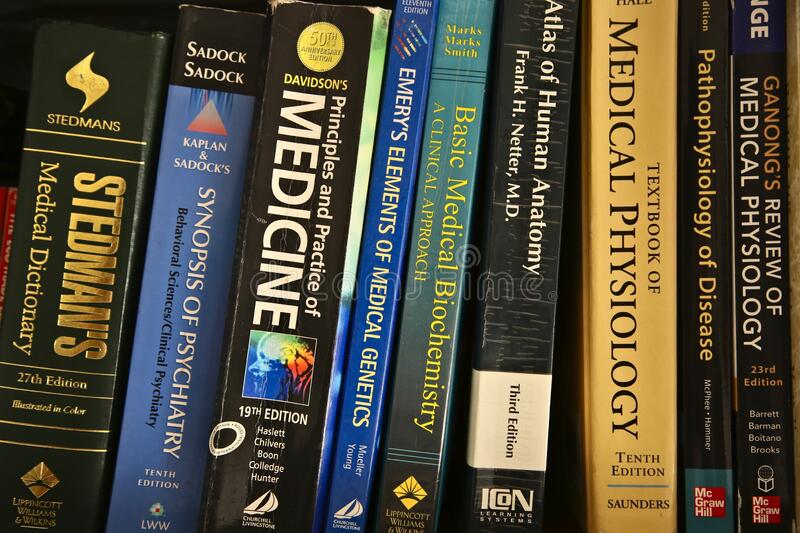 STEDMANS
STEDMAN'S
Medical Dictionary
27th Edition
Illustrated in Color
LIPPINCOTT
WILLIAMS
& WILKINS
SADOCK
SADOCK
KAPLAN
&
SADOCK'S
SYNOPSIS OF PSYCHIATRY
Behavioral Sciences/Clinical Psychiatry
TENTH
EDITION
LWW
50th
ANNIVERSARY
EDITION
DAVIDSON'S
Principles and Practice of
MEDICINE
19TH EDITION
Haslett
Chilvers
Boon
Colledge
Hunter
CHURCHILL
LIVINGSTONE
ELEVENTH
EDITION
EMERY'S ELEMENTS OF MEDICAL GENETICS
Mueller
Young
CHURCHILL
LIVINGSTONE
Marks
Marks
Smith
Basic Medical Biochemistry
A CLINICAL APPROACH
LIPPINCOTT
WILLIAMS
& WILKINS
Atlas of Human Anatomy
Frank H. Netter, M.D.
Third Edition
ICON
LEARNING
SYSTEMS
HALL
TEXTBOOK OF
MEDICAL PHYSIOLOGY
TENTH
EDITION
SAUNDERS
Edition
Pathophysiology of Disease
McPhee • Hammer
Mc
Graw
Hill
NGE
GANONG'S REVIEW OF
MEDICAL PHYSIOLOGY
23rd
Edition
Barrett
Barman
Boitano
Brooks
Mc
Graw
Hill
dreamstime